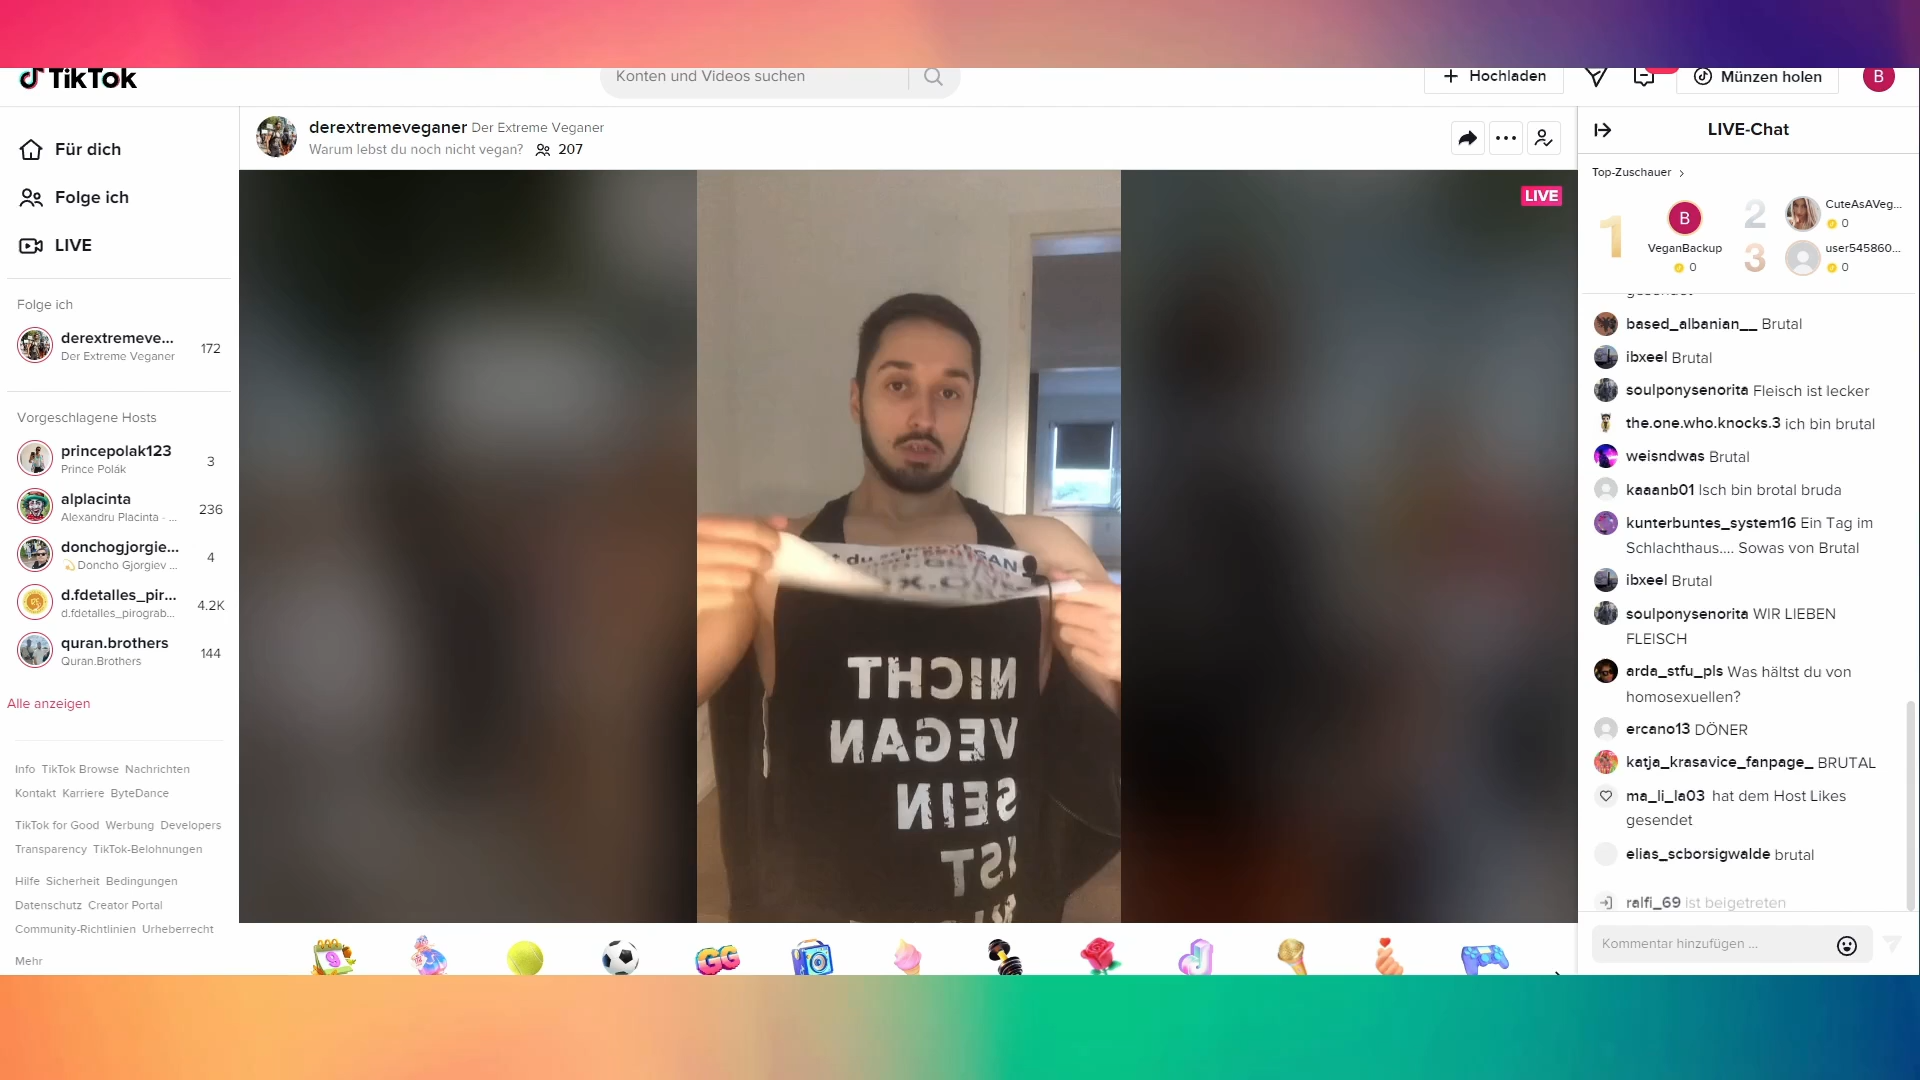 TikTok
Konten und Videos suchen
Hochladen
Münzen holen
B
Für dich
Folge ich
LIVE
Folge ich
derextremeve...
Der Extreme Veganer
172
Vorgeschlagene Hosts
princepolak123
Prince Polák
3
alplacinta
Alexandru Placinta - ...
236
donchogjorgie...
Doncho Gjorgiev ...
4
d.fdetalles_pir...
d.fdetalles_pirograb...
4.2K
quran.brothers
Quran.Brothers
144
Alle anzeigen
Info TikTok Browse Nachrichten
Kontakt Karriere ByteDance
TikTok for Good Werbung Developers
Transparency TikTok-Belohnungen
Hilfe Sicherheit Bedingungen
Datenschutz Creator Portal
Community-Richtlinien Urheberrecht
Mehr
derextremeveganer Der Extreme Veganer
Warum lebst du noch nicht vegan? 207
LIVE
NICHT
VEGAN
SEIN
IST
GG
LIVE-Chat
Top-Zuschauer
1
B
VeganBackup
0
2
CuteAsAVeg...
0
3
user545860...
0
gesendet
based_albanian__ Brutal
ibxeel Brutal
soulponysenorita Fleisch ist lecker
the.one.who.knocks.3 ich bin brutal
weisndwas Brutal
kaaanb01 Isch bin brotal bruda
kunterbuntes_system16 Ein Tag im
Schlachthaus.... Sowas von Brutal
ibxeel Brutal
soulponysenorita WIR LIEBEN
FLEISCH
arda_stfu_pls Was hältst du von
homosexuellen?
ercano13 DÖNER
katja_krasavice_fanpage_ BRUTAL
ma_li_la03 hat dem Host Likes
gesendet
elias_scborsigwalde brutal
ralfi_69 ist beigetreten
Kommentar hinzufügen ...